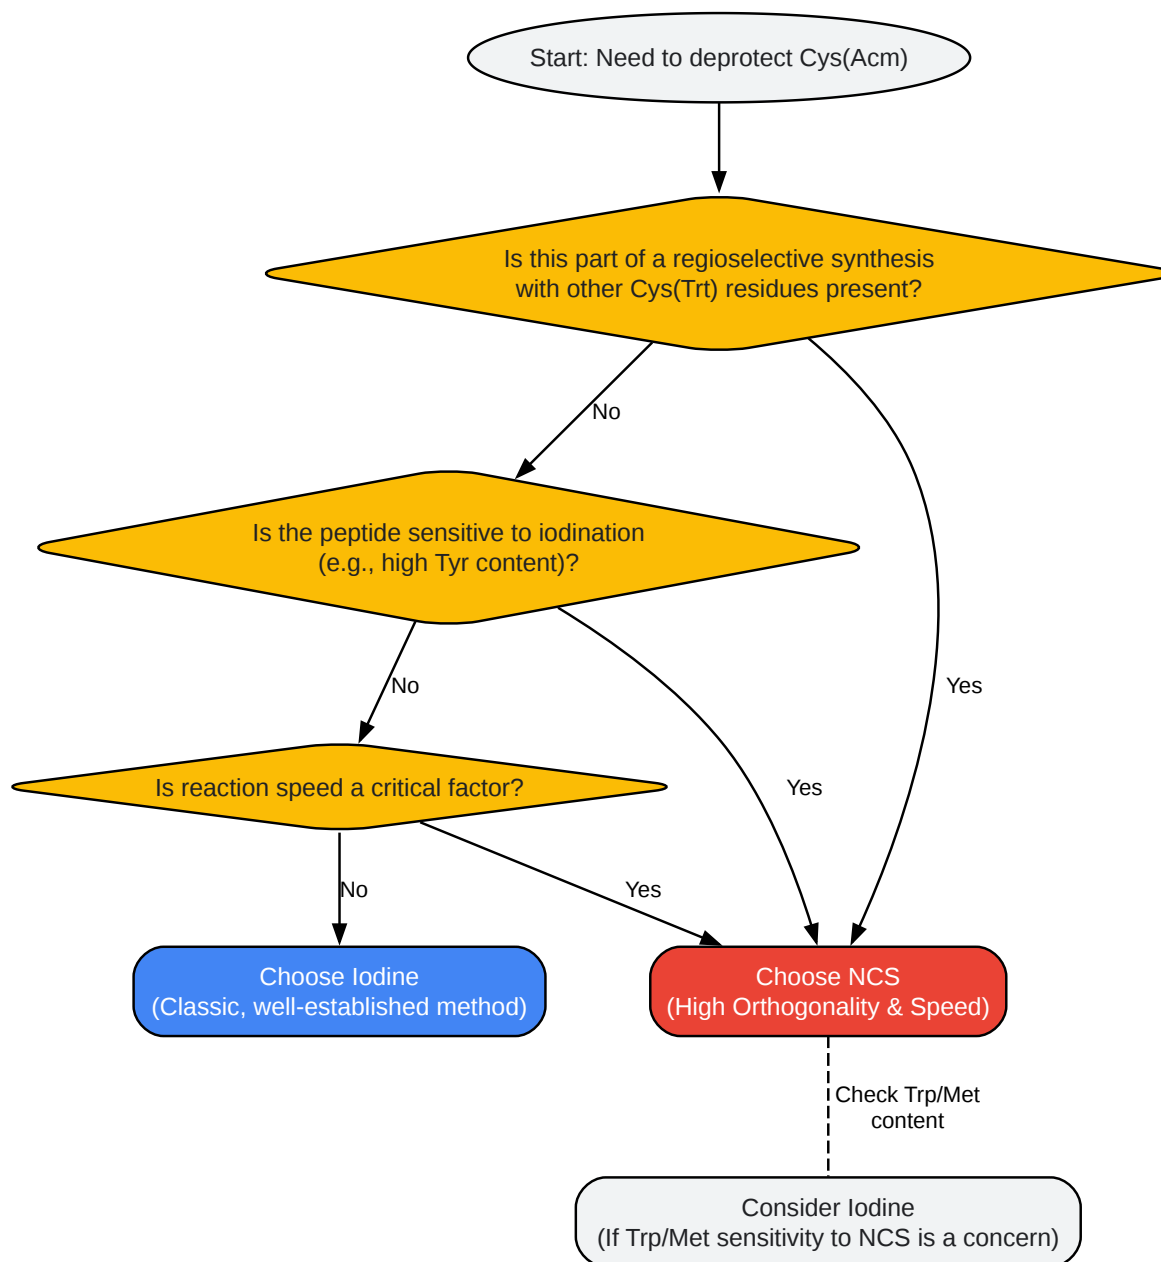 Start: Need to deprotect Cys(Acm)
Is this part of a regioselective synthesis
with other Cys(Trt) residues present?
No
Is the peptide sensitive to iodination
(e.g., high Tyr content)?
No
Yes
Is reaction speed a critical factor?
Yes
No
Yes
Choose Iodine
(Classic, well-established method)
Choose NCS
(High Orthogonality & Speed)
Check Trp/Met
content
Consider Iodine
(If Trp/Met sensitivity to NCS is a concern)